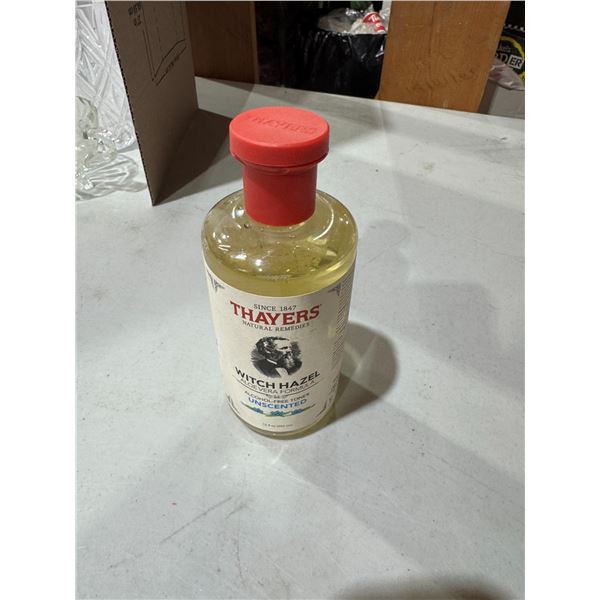 THAYERS
SINCE 1847
THAYERS
NATURAL REMEDIES
WITCH HAZEL
ALOE VERA FORMULA
ALCOHOL-FREE TONER
UNSCENTED